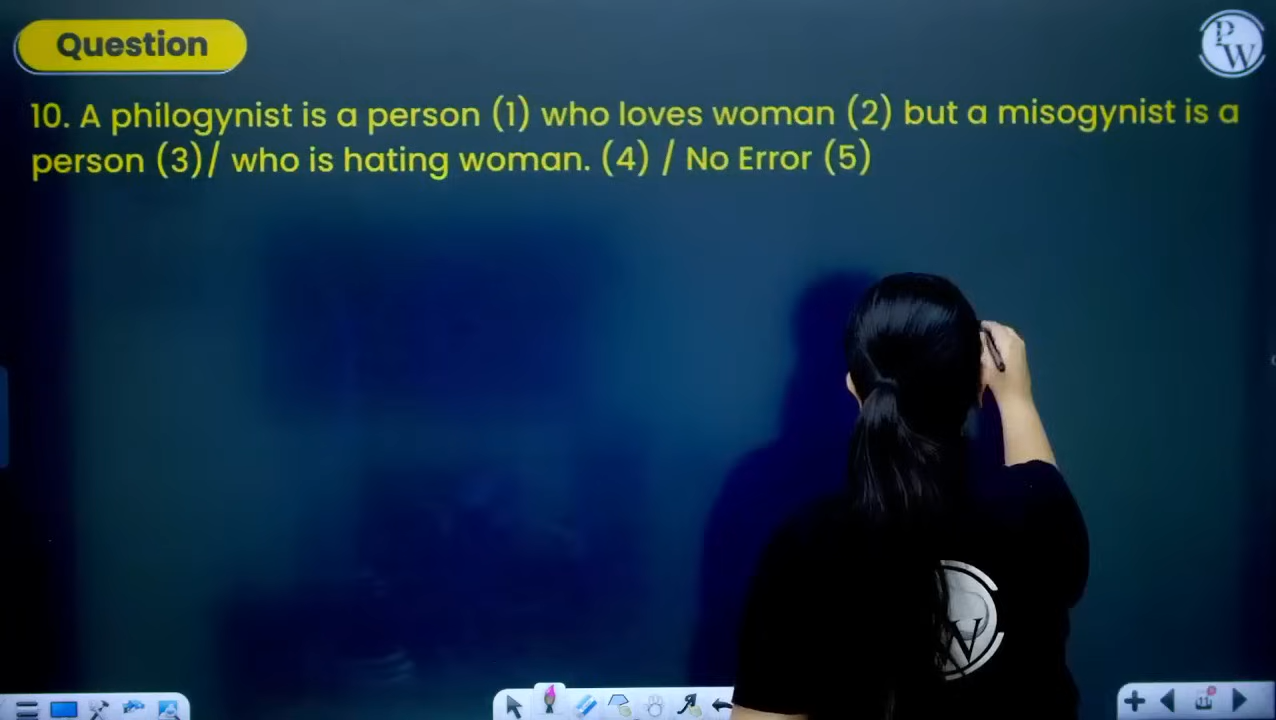 Question
PW
10. A philogynist is a person (1) who loves woman (2) but a misogynist is a
person (3)/ who is hating woman. (4) / No Error (5)